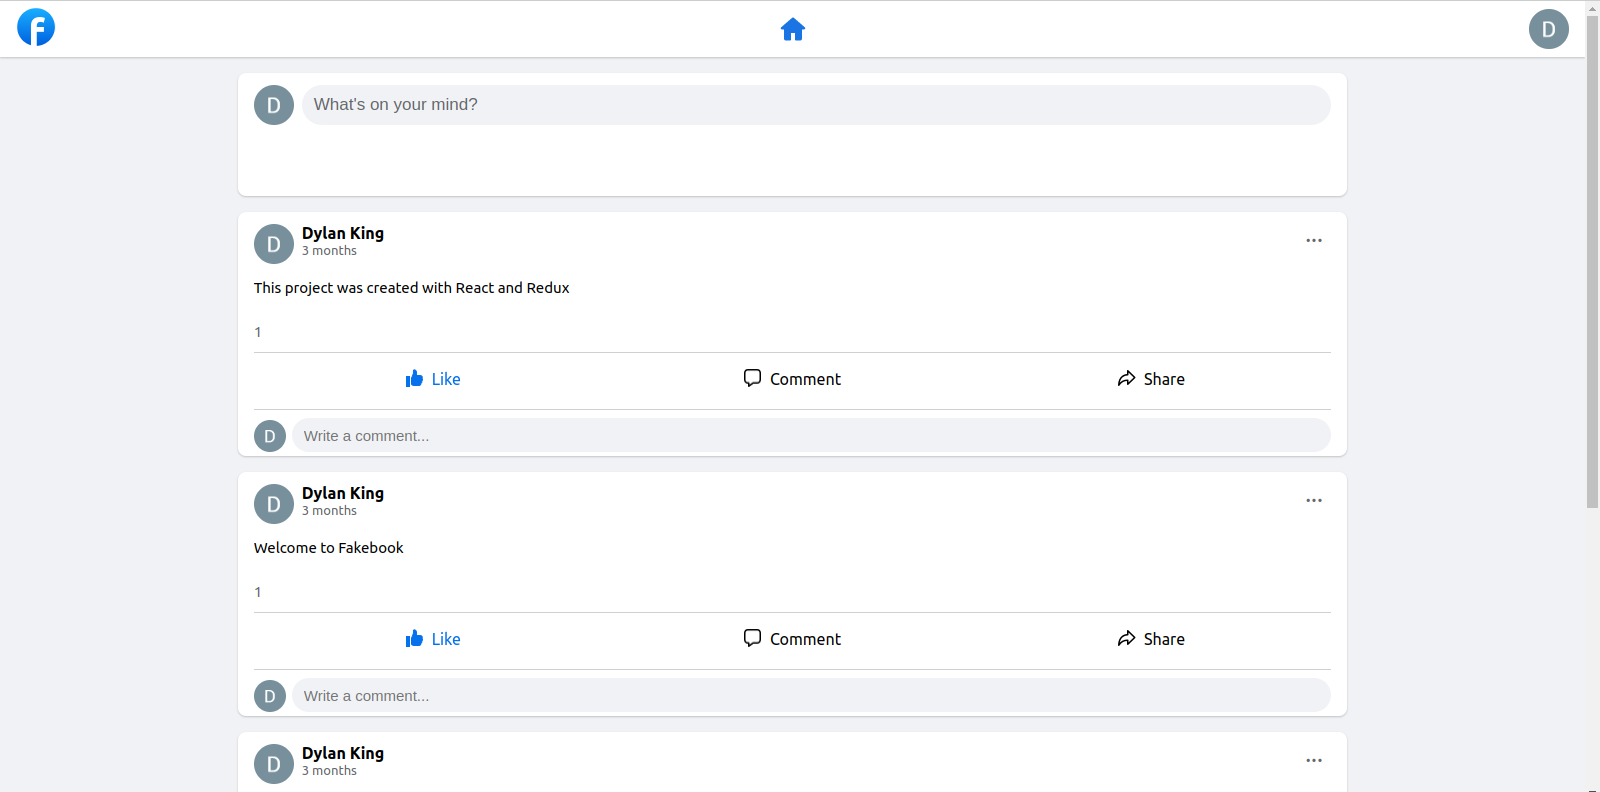 f
D
D
What's on your mind?
D
Dylan King
3 months
This project was created with React and Redux
1
Like
Comment
Share
D
Write a comment...
D
Dylan King
3 months
Welcome to Fakebook
1
Like
Comment
Share
D
Write a comment...
D
Dylan King
3 months